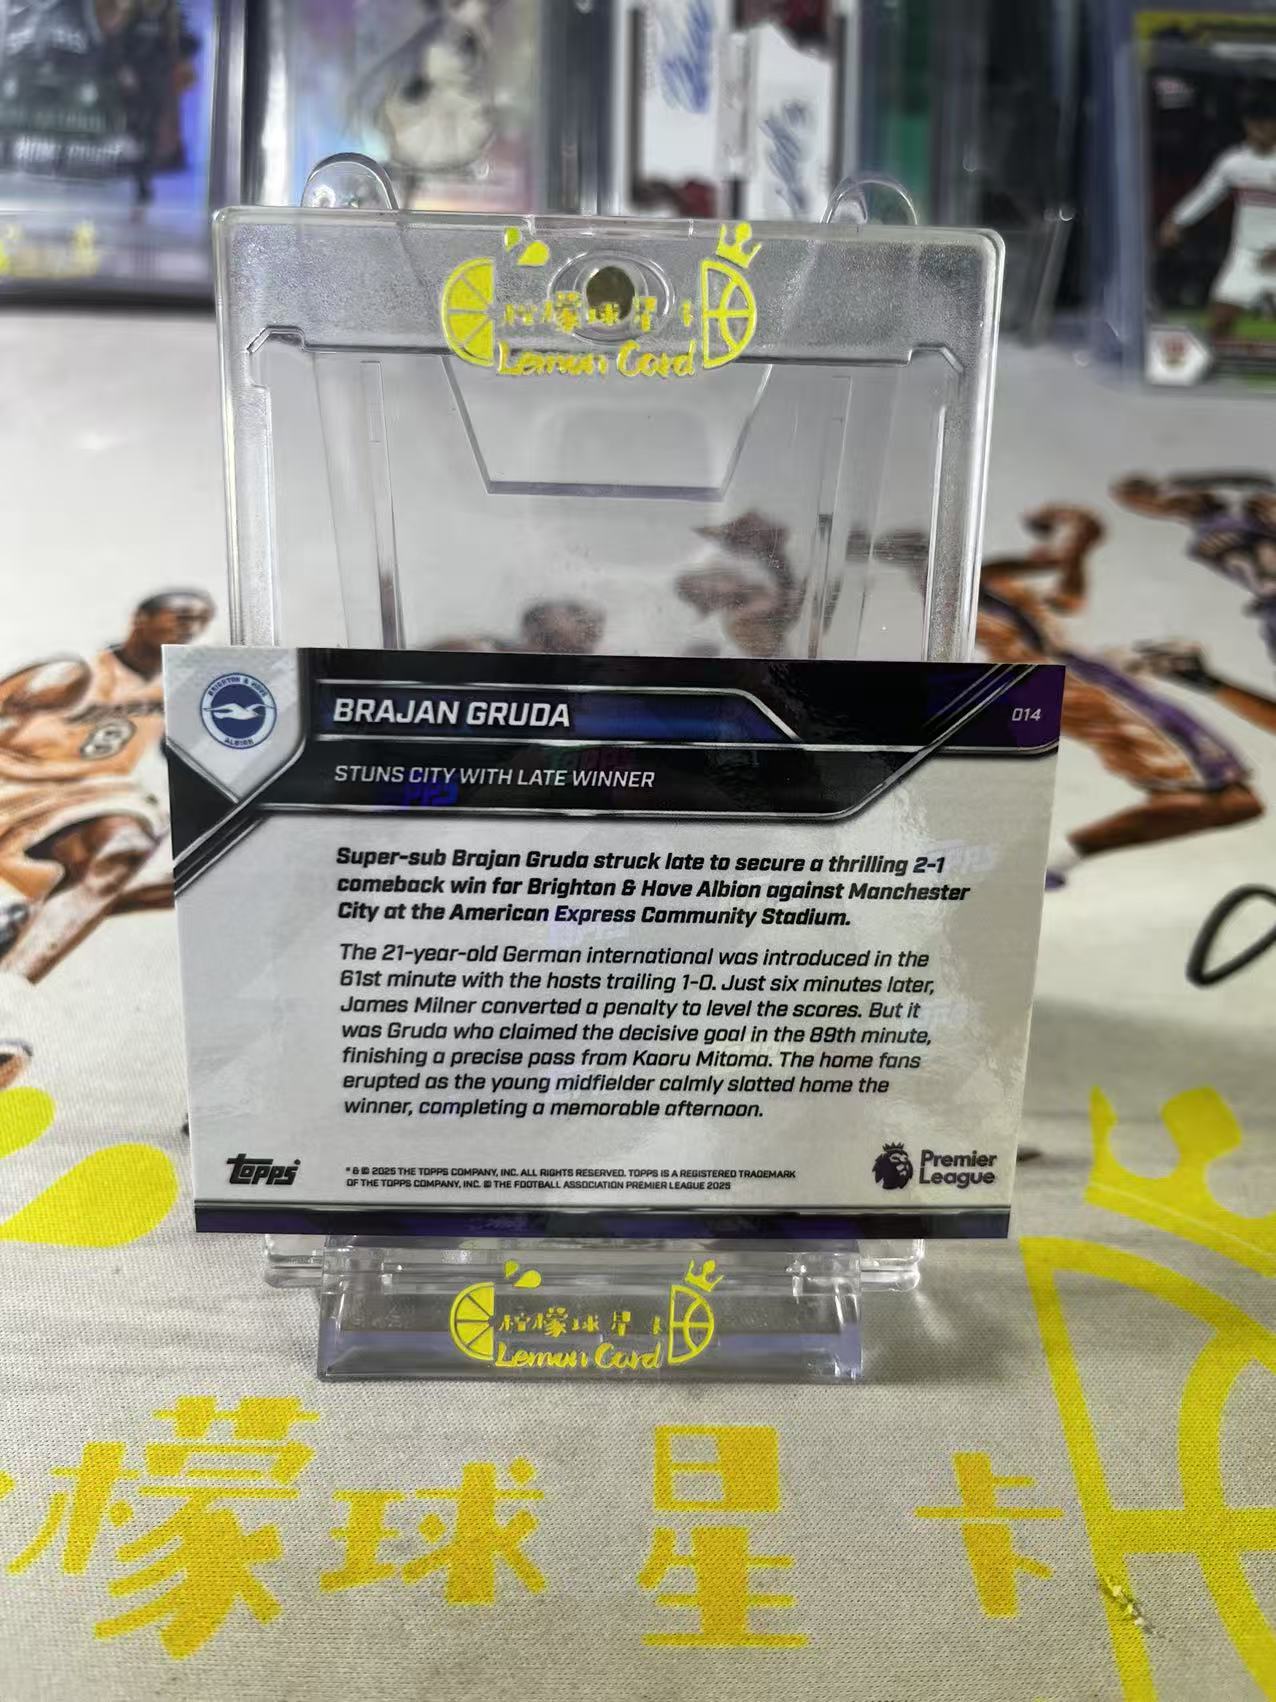 柠檬球星卡
Lemon Card
BRIGHTON & HOVE
ALBION
BRAJAN GRUDA
014
STUNS CITY WITH LATE WINNER
Super-sub Brajan Gruda struck late to secure a thrilling 2-1
comeback win for Brighton & Hove Albion against Manchester
City at the American Express Community Stadium.
The 21-year-old German international was introduced in the
61st minute with the hosts trailing 1-0. Just six minutes later,
James Milner converted a penalty to level the scores. But it
was Gruda who claimed the decisive goal in the 89th minute,
finishing a precise pass from Kaoru Mitoma. The home fans
erupted as the young midfielder calmly slotted home the
winner, completing a memorable afternoon.
topps
® & © 2025 THE TOPPS COMPANY, INC. ALL RIGHTS RESERVED. TOPPS IS A REGISTERED TRADEMARK
OF THE TOPPS COMPANY, INC. © THE FOOTBALL ASSOCIATION PREMIER LEAGUE 2025
Premier
League
柠檬球星卡
Lemon Card
檬球星卡